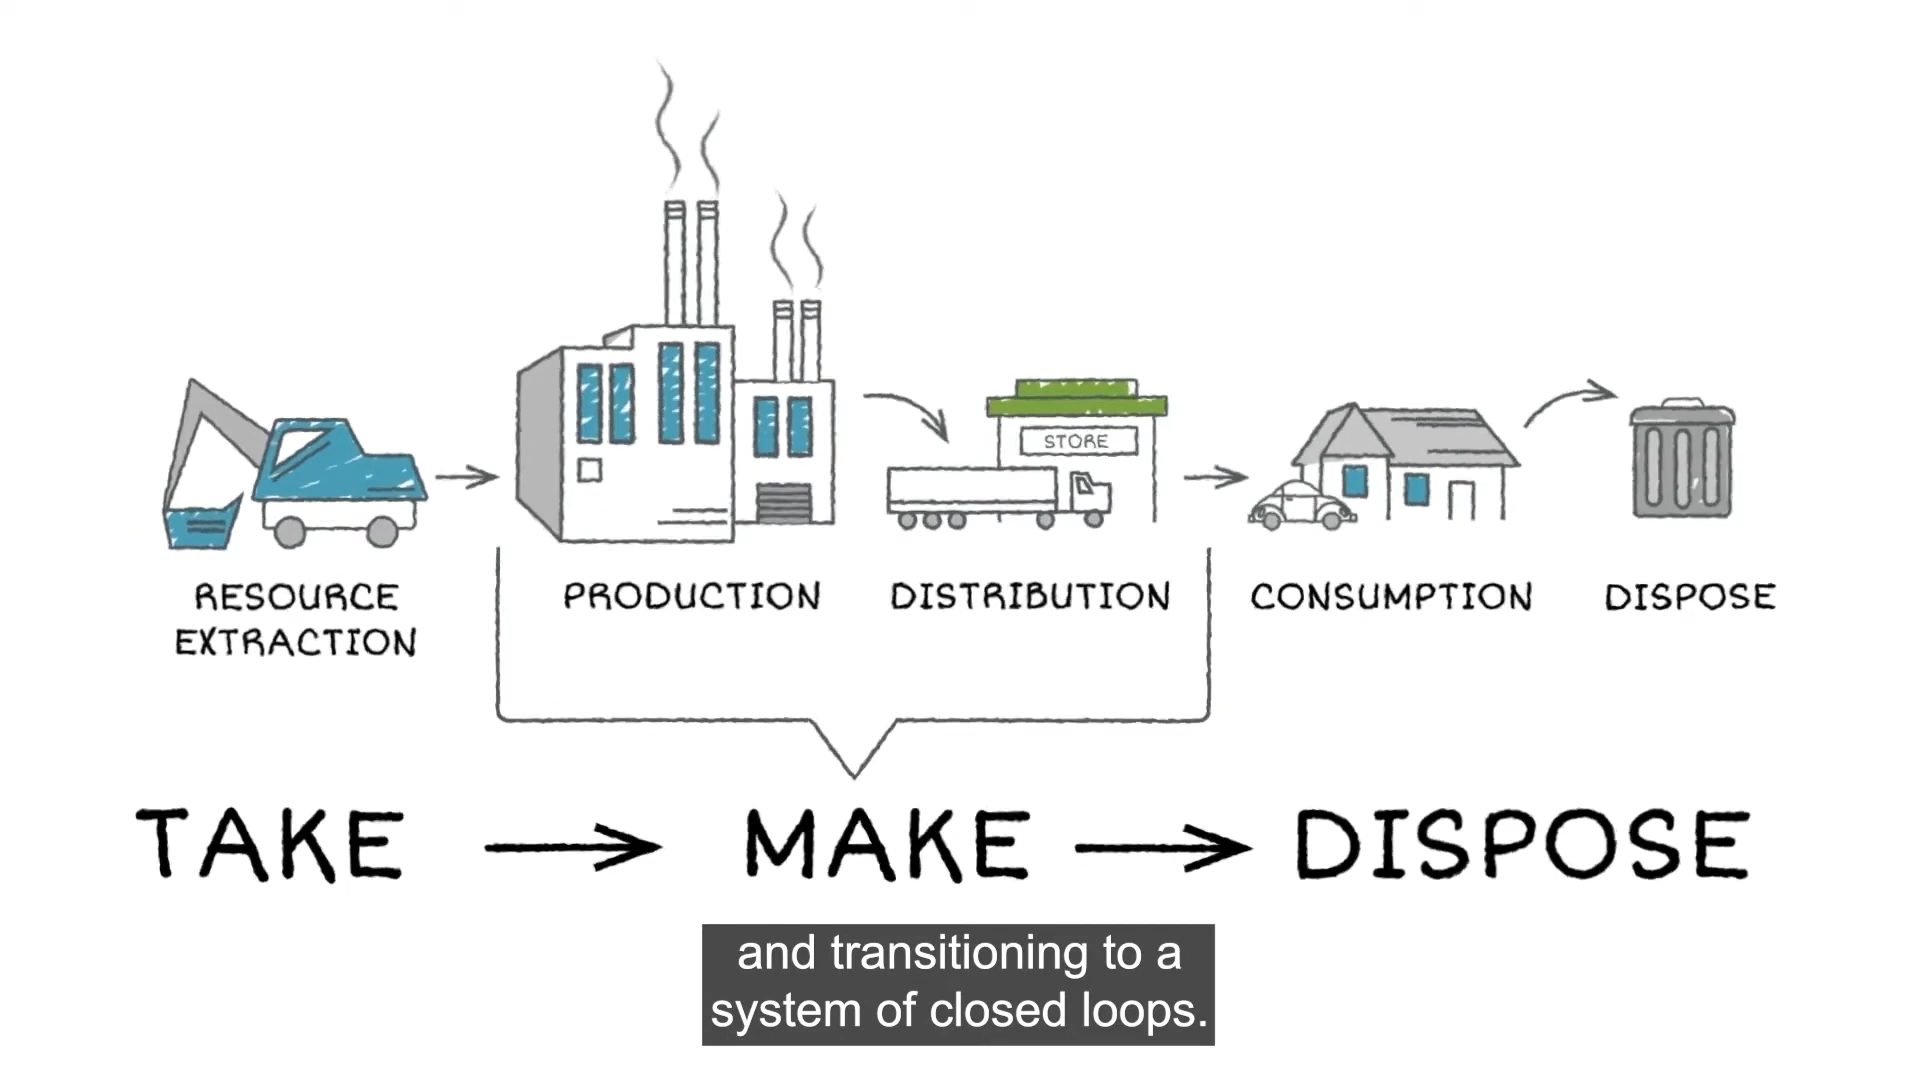 STORE
RESOURCE
EXTRACTION
PRODUCTION
DISTRIBUTION
CONSUMPTION
DISPOSE
TAKE
MAKE
DISPOSE
and transitioning to a
system of closed loops.